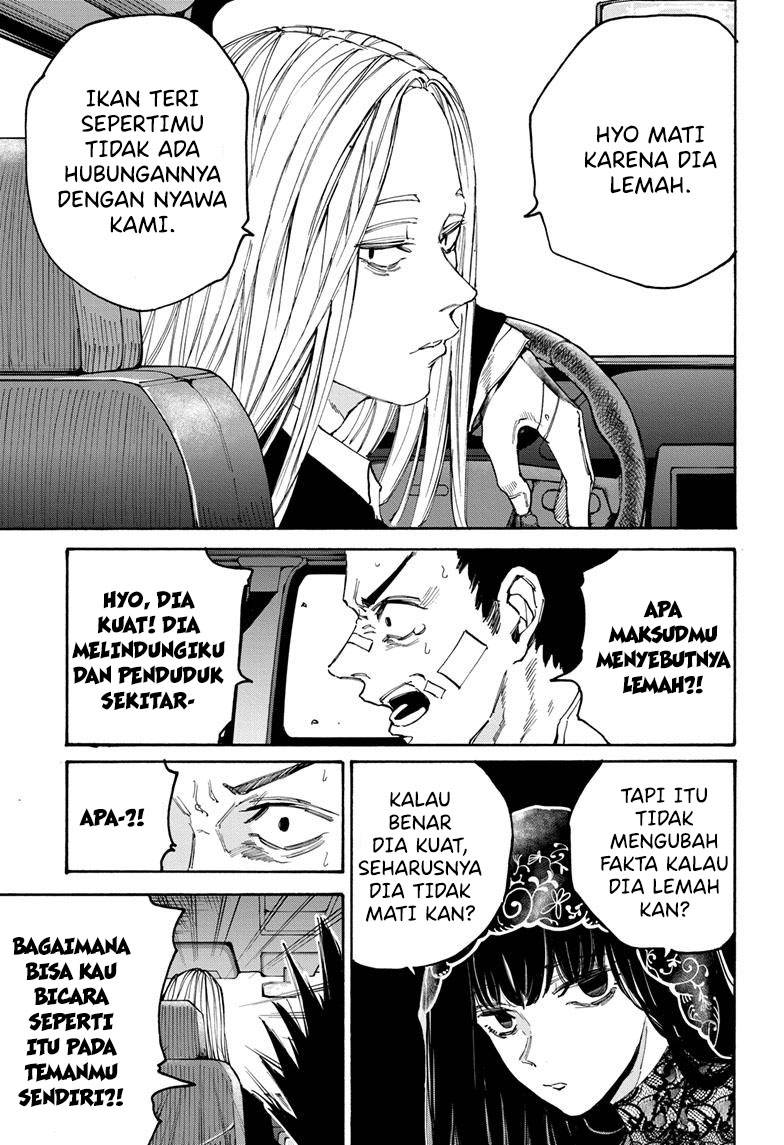 HYO MATI
KARENA DIA
LEMAH.
IKAN TERI
SEPERTIMU
TIDAK ADA
HUBUNGANNYA
DENGAN NYAWA
KAMI.
APA
MAKSUDMU
MENYEBUTNYA
LEMAH?!
HYO, DIA
KUAT! DIA
MELINDUNGIKU
DAN PENDUDUK
SEKITAR-
TAPI ITU
TIDAK
MENGUBAH
FAKTA KALAU
DIA LEMAH
KAN?
KALAU
BENAR
DIA KUAT,
SEHARUSNYA
DIA TIDAK
MATI KAN?
APA-?!
BAGAIMANA
BISA KAU
BICARA
SEPERTI
ITU PADA
TEMANMU
SENDIRI?!